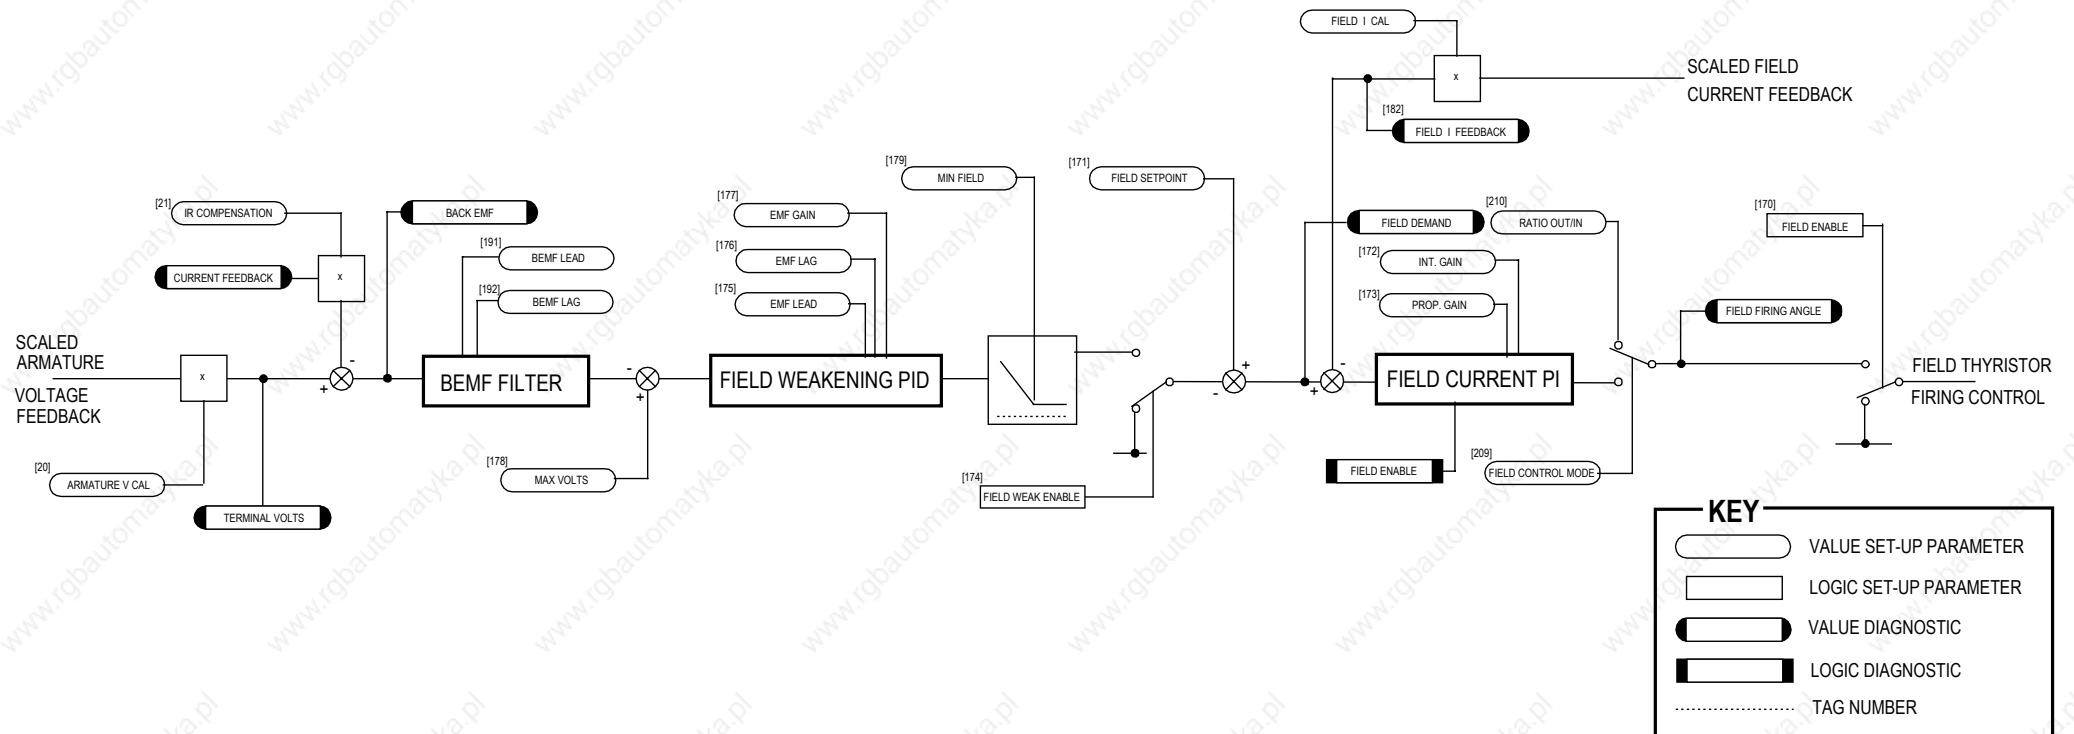 FIELD I CAL
x
SCALED FIELD
CURRENT FEEDBACK
[182]
FIELD I FEEDBACK
[179]
MIN FIELD
[171]
FIELD SETPOINT
[21]
IR COMPENSATION
BACK EMF
[177]
EMF GAIN
FIELD DEMAND
[210]
RATIO OUT/IN
[170]
FIELD ENABLE
[191]
BEMF LEAD
[176]
EMF LAG
[172]
INT. GAIN
CURRENT FEEDBACK
x
[192]
BEMF LAG
[175]
EMF LEAD
[173]
PROP. GAIN
FIELD FIRING ANGLE
SCALED
ARMATURE
VOLTAGE
FEEDBACK
x
-
+
BEMF FILTER
-
+
FIELD WEAKENING PID
+
-
-
+
FIELD CURRENT PI
FIELD THYRISTOR
FIRING CONTROL
[20]
ARMATURE V CAL
TERMINAL VOLTS
[178]
MAX VOLTS
[174]
FIELD WEAK ENABLE
FIELD ENABLE
[209]
FIELD CONTROL MODE
KEY
VALUE SET-UP PARAMETER
LOGIC SET-UP PARAMETER
VALUE DIAGNOSTIC
LOGIC DIAGNOSTIC
TAG NUMBER
www.rgbautomatyka.pl